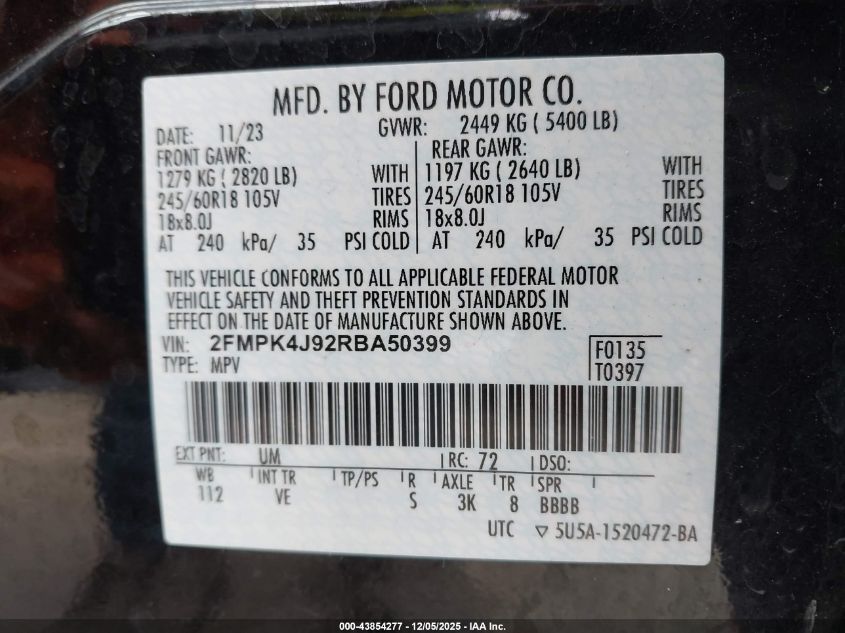 MFD. BY FORD MOTOR CO.
DATE: 11/23 GVWR: 2449 KG ( 5400 LB)
FRONT GAWR: REAR GAWR:
1279 KG ( 2820 LB) WITH 1197 KG ( 2640 LB) WITH
245/60R18 105V TIRES 245/60R18 105V TIRES
18x8.0J RIMS 18x8.0J RIMS
AT 240 kPa/ 35 PSI COLD AT 240 kPa/ 35 PSI COLD
THIS VEHICLE CONFORMS TO ALL APPLICABLE FEDERAL MOTOR
VEHICLE SAFETY AND THEFT PREVENTION STANDARDS IN
EFFECT ON THE DATE OF MANUFACTURE SHOWN ABOVE.
VIN: 2FMPK4J92RBA50399 F0135
TYPE: MPV T0397
EXT PNT: UM RC: 72 DSO:
WB INT TR TP/PS R AXLE TR SPR
112 VE S 3K 8 BBBB
UTC ▽ 5U5A-1520472-BA
000-43854277 - 12/05/2025 - IAA Inc.